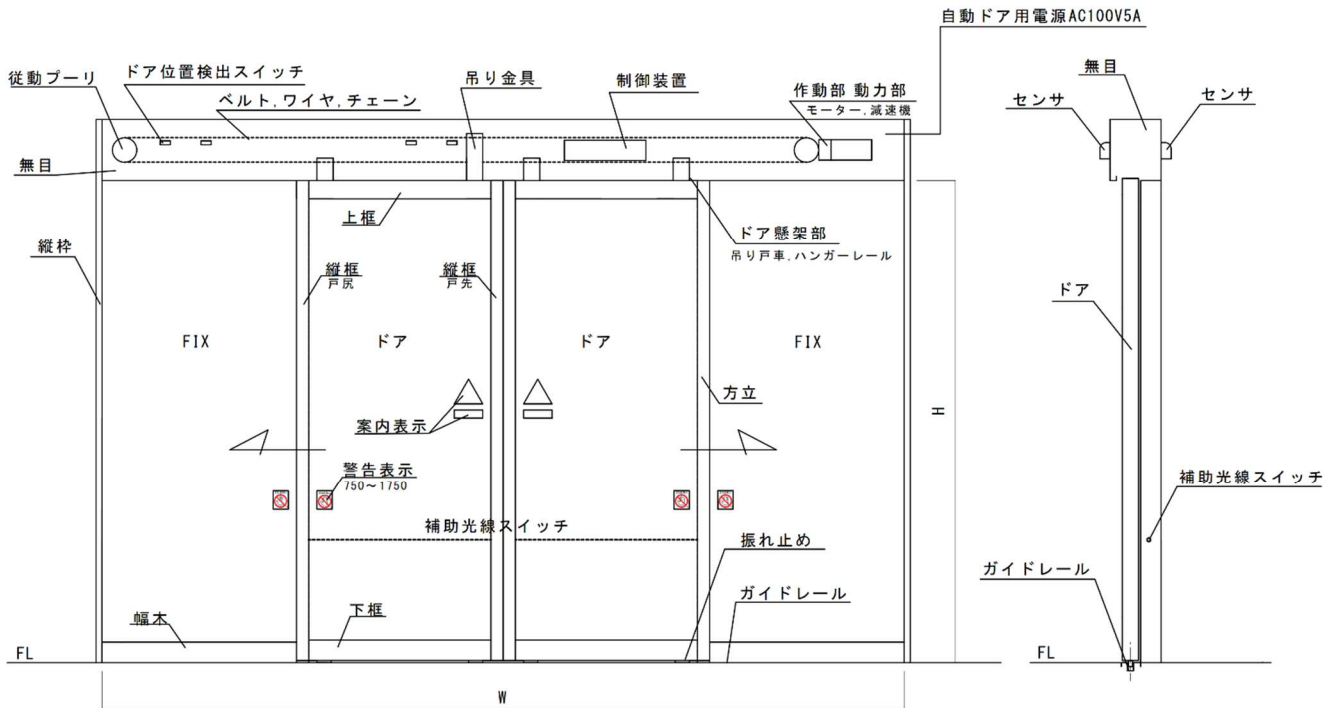 自動ドア用電源AC100V5A
従動プーリ
ドア位置検出スイッチ
ベルト,ワイヤ,チェーン
吊り金具
制御装置
作動部 動力部
モーター,減速機
無目
センサ
センサ
無目
上框
ドア懸架部
吊り戸車,ハンガーレール
縦枠
縦框
戸尻
縦框
戸先
ドア
FIX
ドア
ドア
FIX
方立
H
案内表示
警告表示
750～1750
補助光線スイッチ
補助光線スイッチ
振れ止め
ガイドレール
ガイドレール
下框
幅木
FL
FL
W